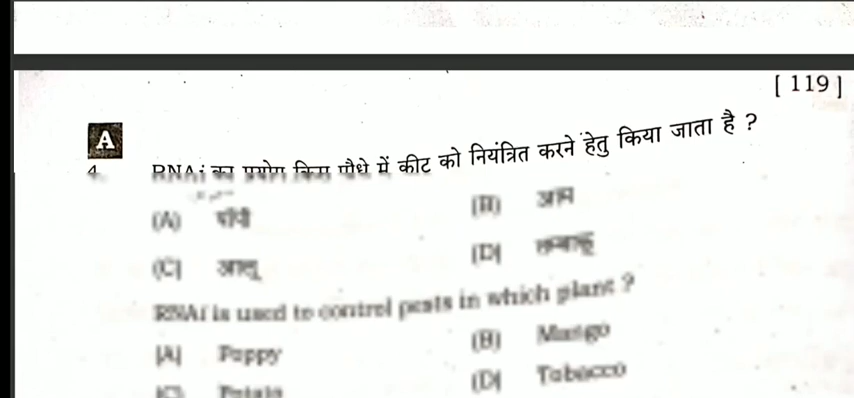 [ 119 ]
A
4. RNAi का प्रयोग किस पौधे में कीट को नियंत्रित करने हेतु किया जाता है ?
(A) पॉपी (B) आम
(C) आलू (D) तम्बाकू
RNAi is used to control pests in which plant ?
(A) Poppy (B) Mango
(C) Potato (D) Tobacco